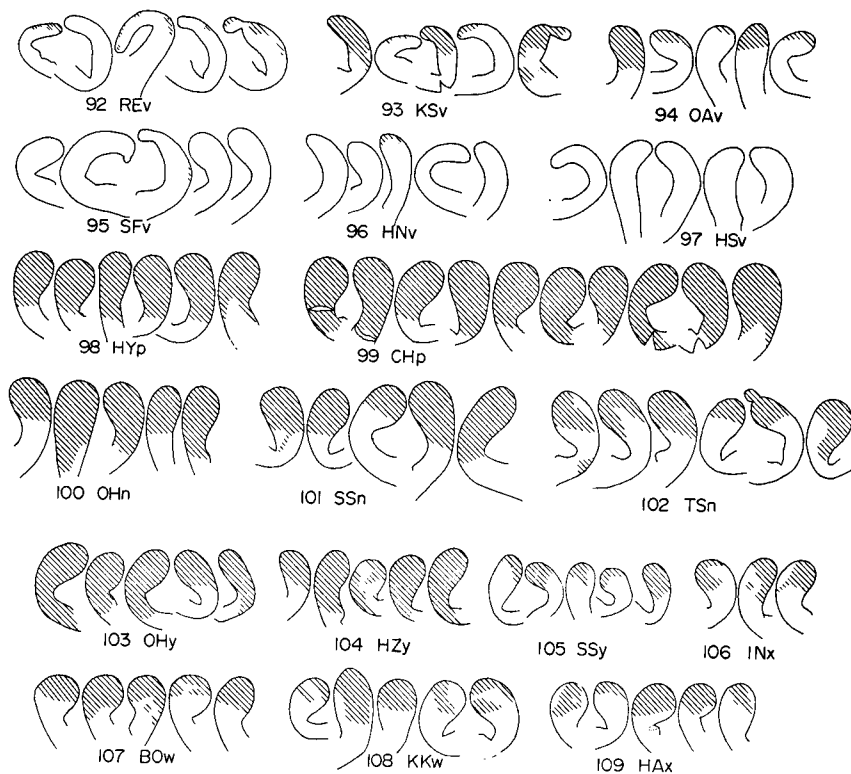 92 REv
93 KSv
94 OAv
95 SFv
96 HNv
97 HSv
98 HYp
99 CHp
100 OHn
101 SSn
102 TSn
103 OHy
104 HZy
105 SSy
106 INx
107 BOw
108 KKw
109 HAx